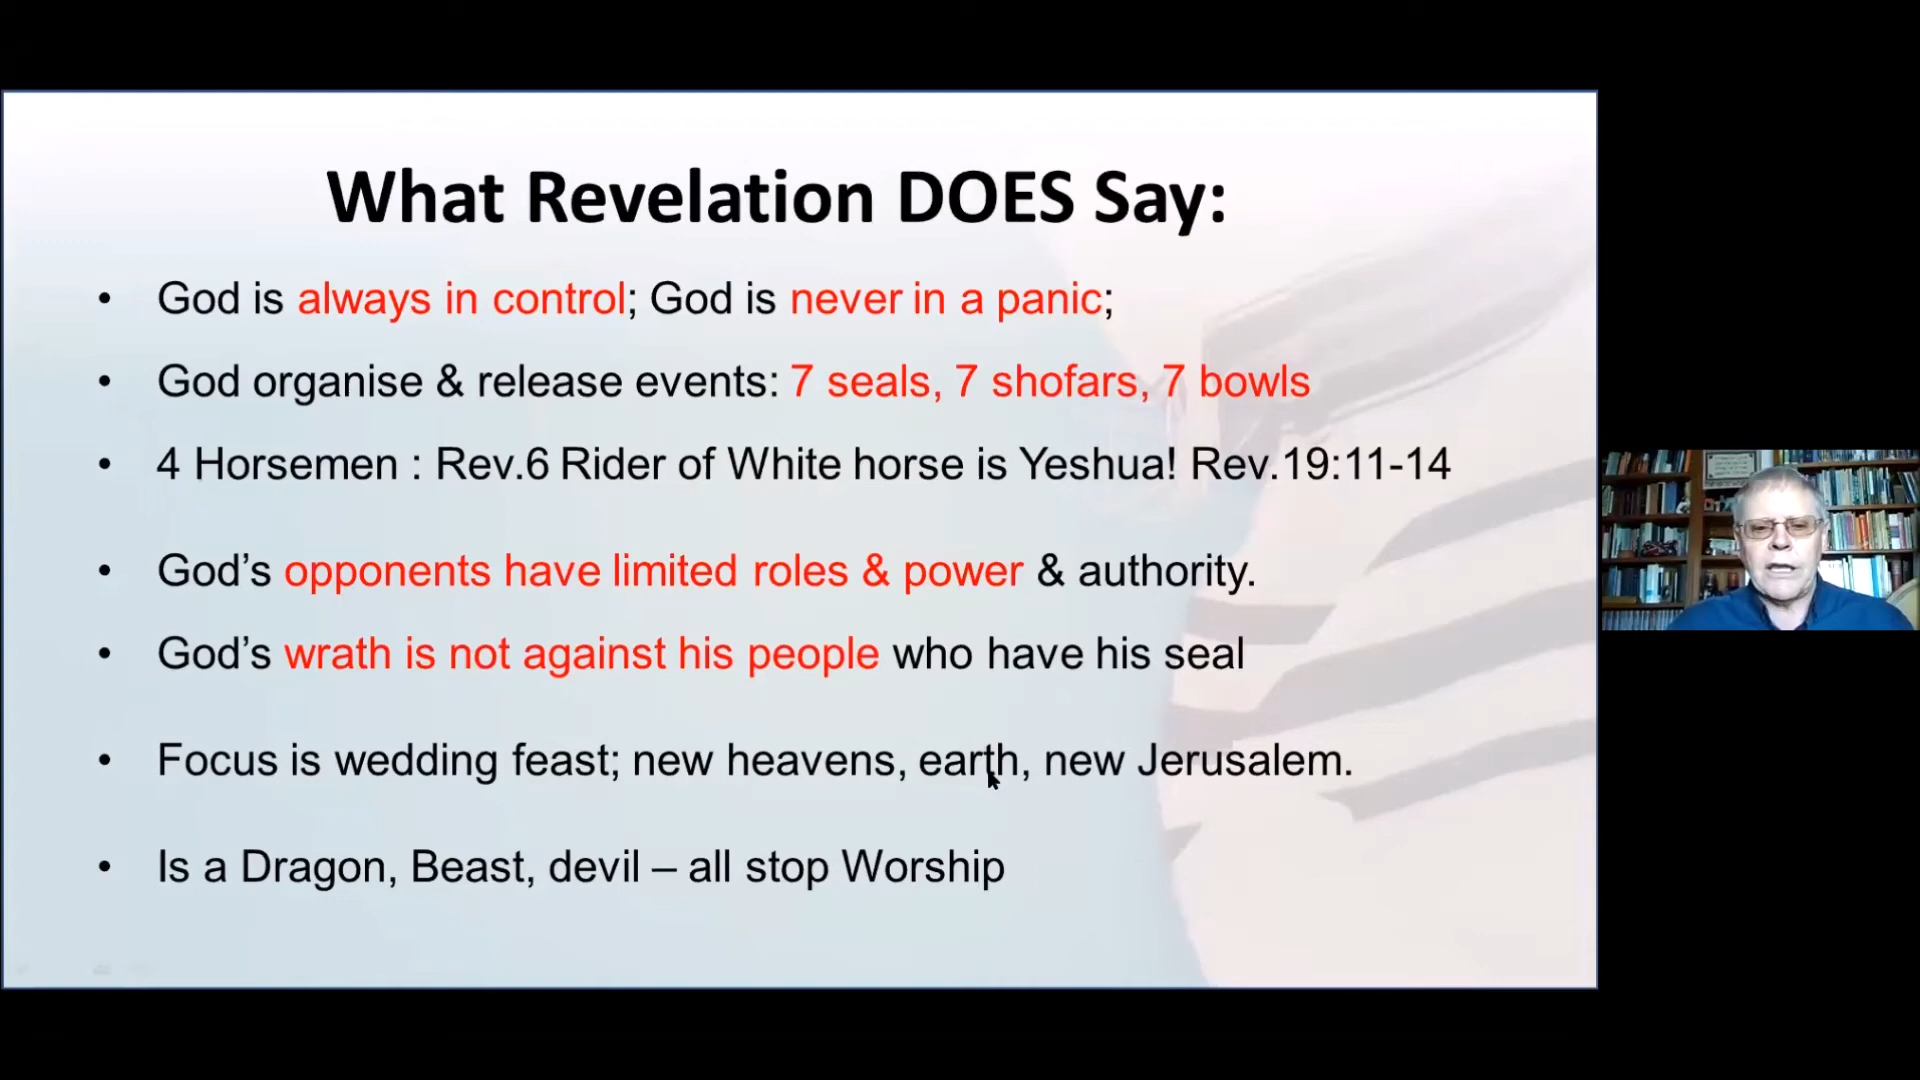 What Revelation DOES Say:
• God is always in control; God is never in a panic;
• God organise & release events: 7 seals, 7 shofars, 7 bowls
• 4 Horsemen : Rev.6 Rider of White horse is Yeshua! Rev.19:11-14
• God’s opponents have limited roles & power & authority.
• God’s wrath is not against his people who have his seal
• Focus is wedding feast; new heavens, earth, new Jerusalem.
• Is a Dragon, Beast, devil – all stop Worship